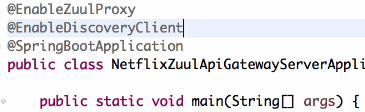 @EnableZuulProxy
@EnableDiscoveryClient
@SpringBootApplication
public class NetflixZuulApiGatewayServerAppli
public static void main(String[] args) {